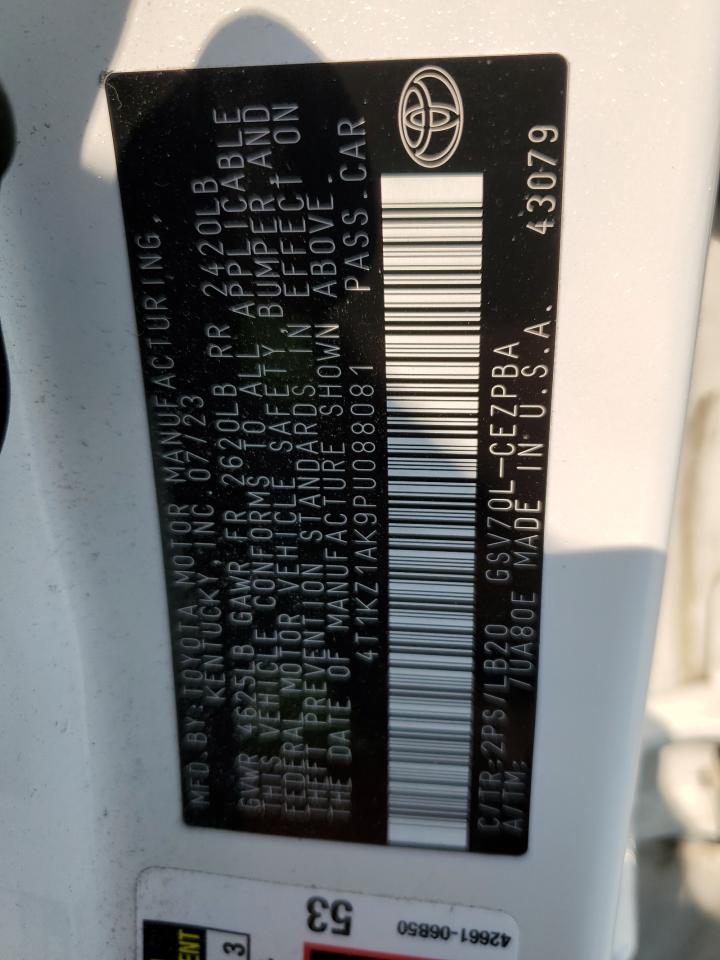 MFD. BY: TOYOTA MOTOR MANUFACTURING,
KENTUCKY, INC. 07/23
GVWR 4625LB GAWR FR 2620LB RR 2420LB
THIS VEHICLE CONFORMS TO ALL APPLICABLE
FEDERAL MOTOR VEHICLE SAFETY, BUMPER AND
THEFT PREVENTION STANDARDS IN EFFECT ON
THE DATE OF MANUFACTURE SHOWN ABOVE.
4T1KZ1AK9PU088081 PASS. CAR
C/TR: 2PS/LB20 GSV70L-CEZPBA
A/TM: 7UA80E MADE IN U.S.A. 43079
53
42661-06B50
3